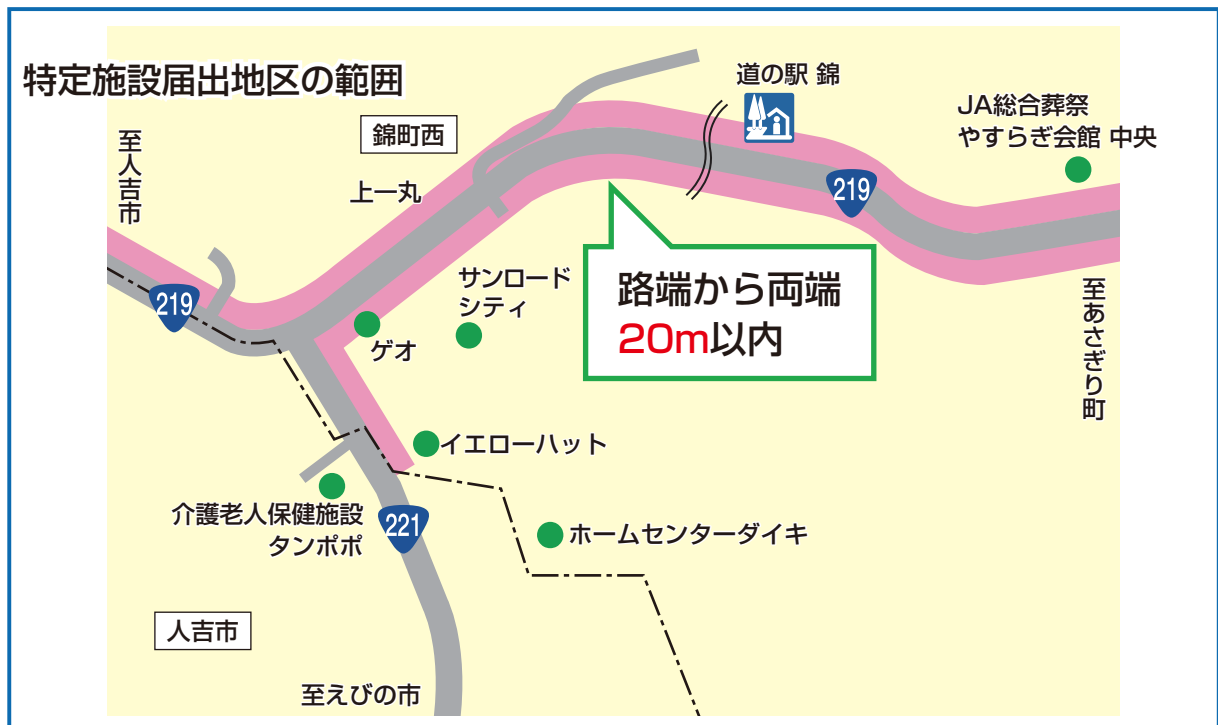 特定施設届出地区の範囲
道の駅 錦
JA総合葬祭
やすらぎ会館 中央
至人吉市
錦町西
上一丸
219
219
サンロード
シティ
ゲオ
路端から両端
20m以内
至あさぎり町
イエローハット
介護老人保健施設
タンポポ
221
ホームセンターダイキ
人吉市
至えびの市